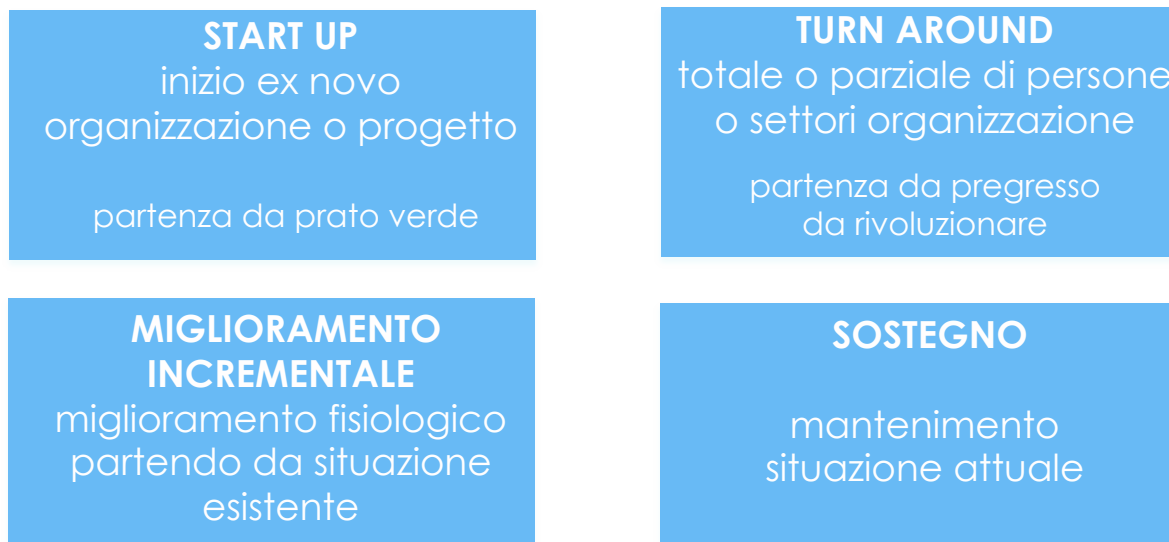 START UP
inizio ex novo
organizzazione o progetto
partenza da prato verde
TURN AROUND
totale o parziale di persone
o settori organizzazione
partenza da pregresso
da rivoluzionare
MIGLIORAMENTO
INCREMENTALE
miglioramento fisiologico
partendo da situazione
esistente
SOSTEGNO
mantenimento
situazione attuale